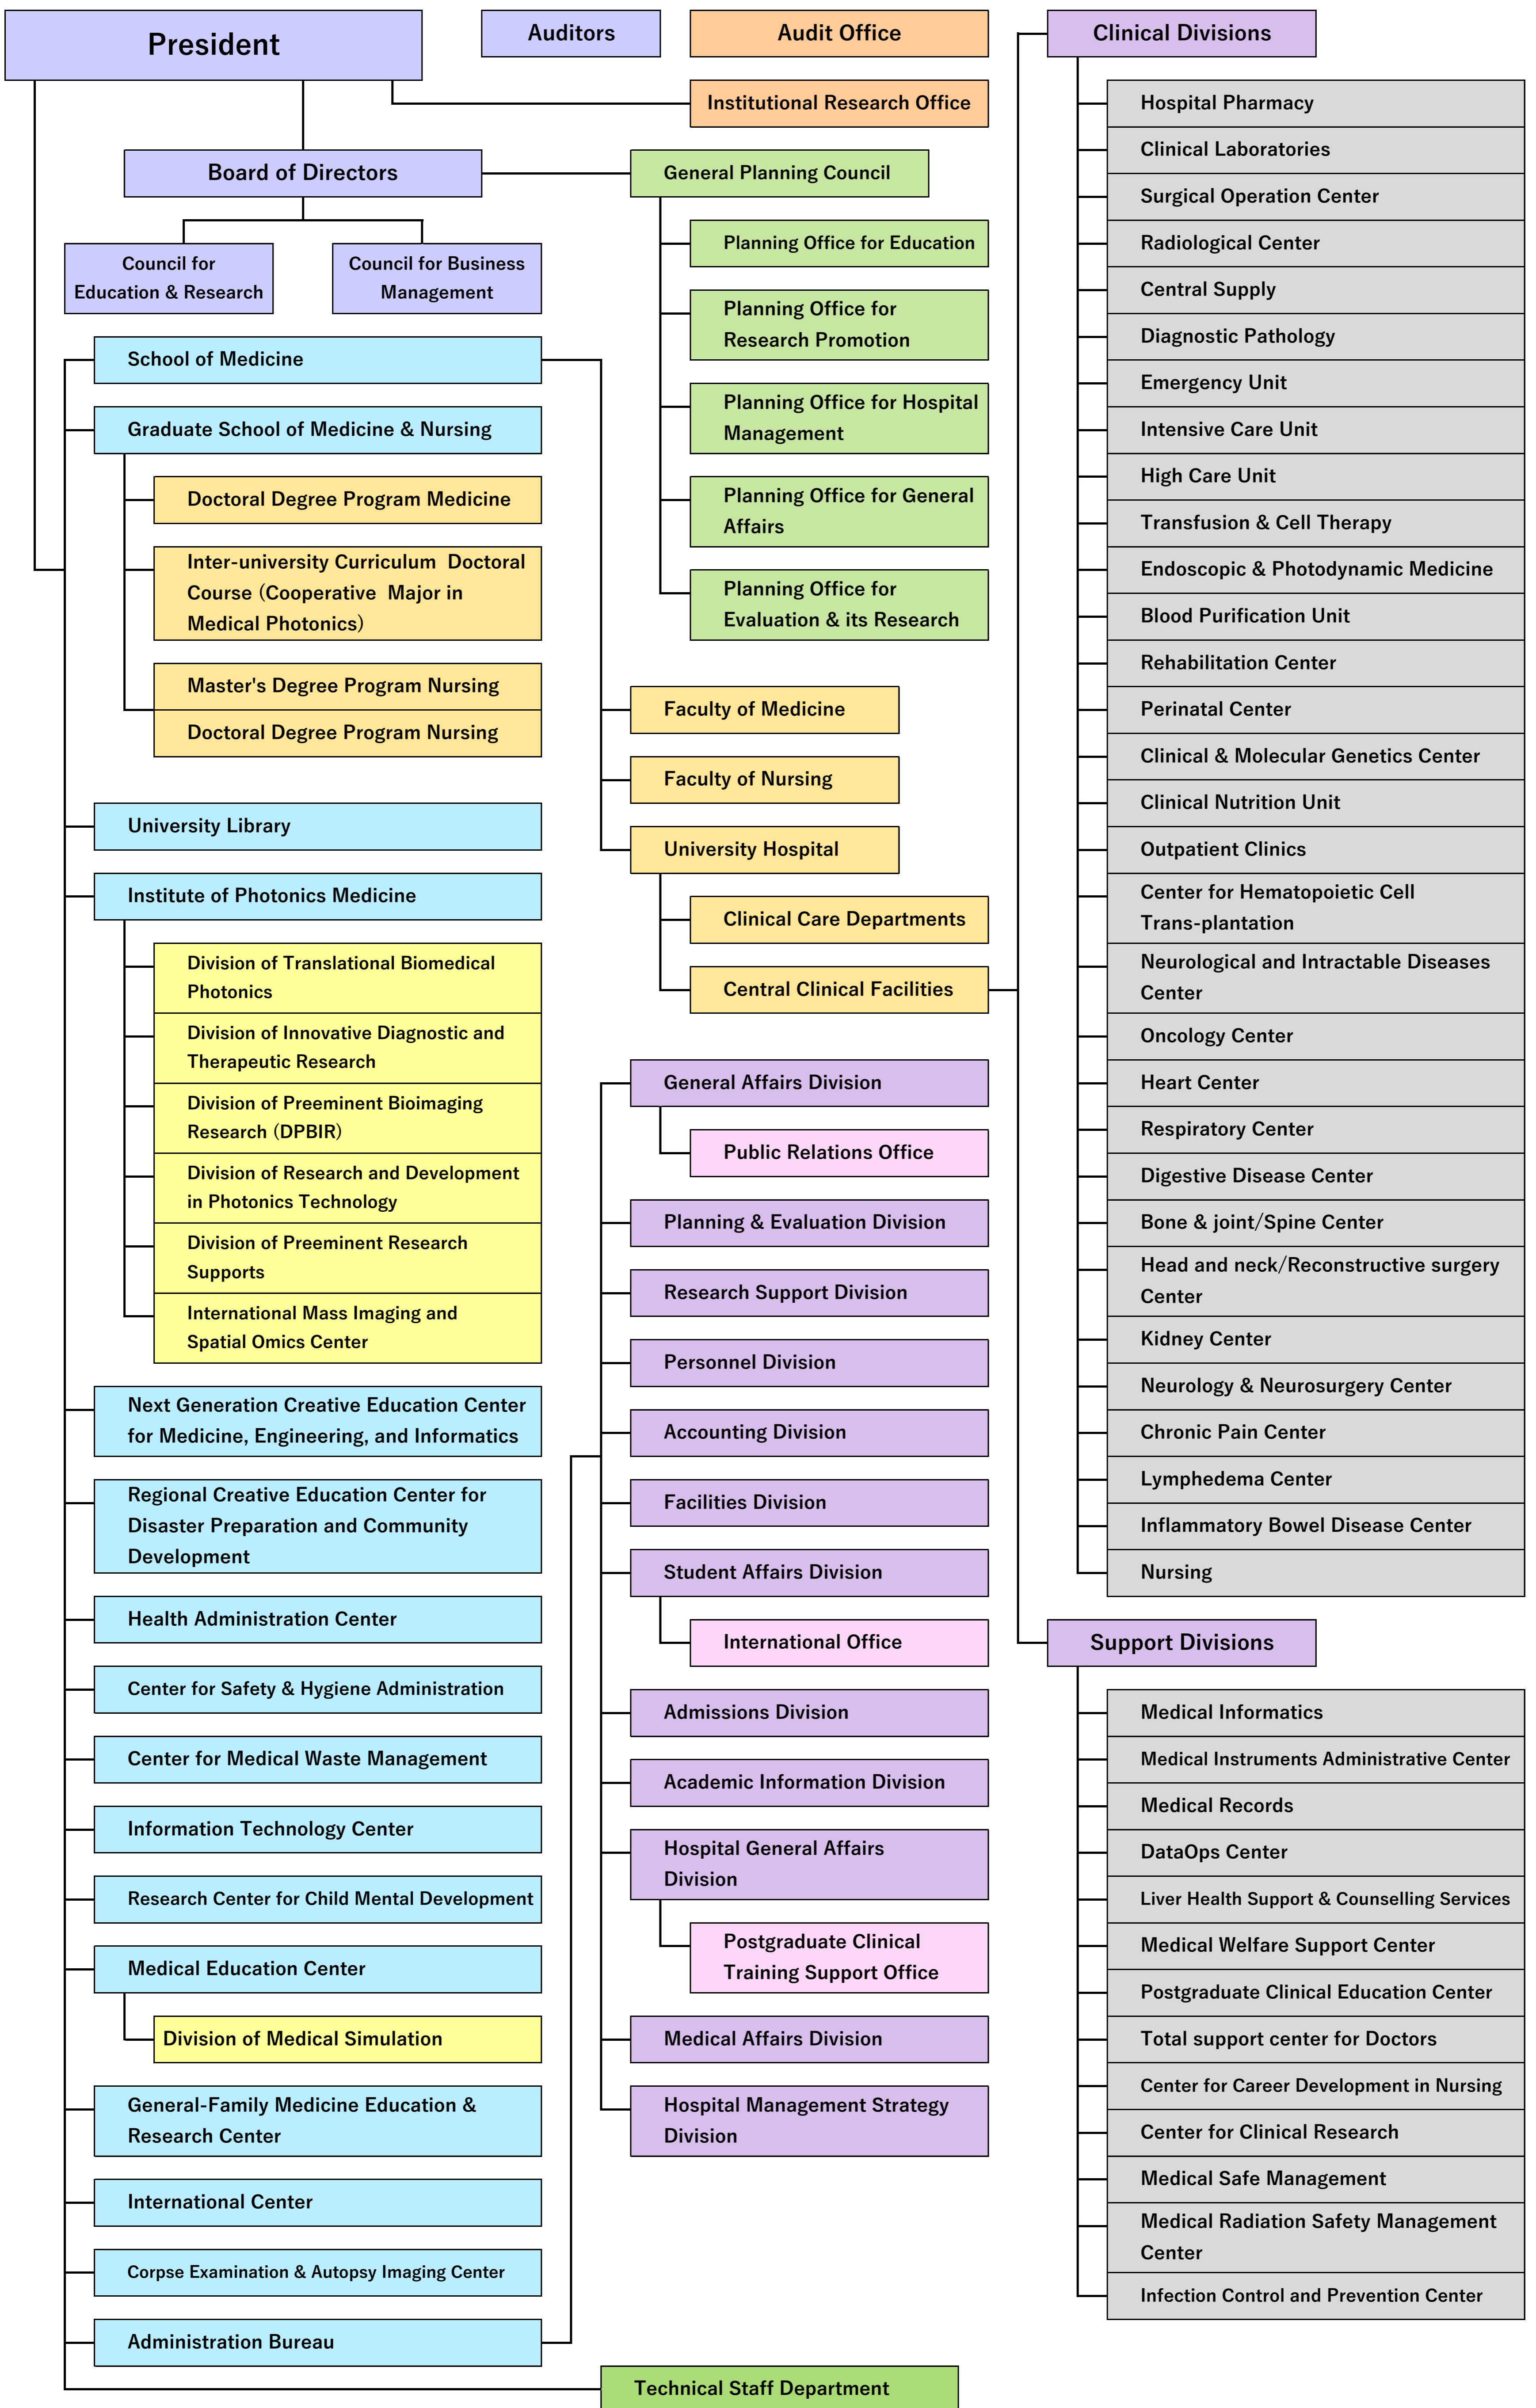 President
Auditors
Audit Office
Institutional Research Office
Board of Directors
General Planning Council
Council for
Education & Research
Council for Business
Management
Planning Office for Education
Planning Office for
Research Promotion
Planning Office for Hospital
Management
Planning Office for General
Affairs
Planning Office for
Evaluation & its Research
School of Medicine
Graduate School of Medicine & Nursing
Doctoral Degree Program Medicine
Inter-university Curriculum Doctoral
Course (Cooperative Major in
Medical Photonics)
Master's Degree Program Nursing
Doctoral Degree Program Nursing
University Library
Institute of Photonics Medicine
Division of Translational Biomedical
Photonics
Division of Innovative Diagnostic and
Therapeutic Research
Division of Preeminent Bioimaging
Research (DPBIR)
Division of Research and Development
in Photonics Technology
Division of Preeminent Research
Supports
International Mass Imaging and
Spatial Omics Center
Next Generation Creative Education Center
for Medicine, Engineering, and Informatics
Regional Creative Education Center for
Disaster Preparation and Community
Development
Health Administration Center
Center for Safety & Hygiene Administration
Center for Medical Waste Management
Information Technology Center
Research Center for Child Mental Development
Medical Education Center
Division of Medical Simulation
General-Family Medicine Education &
Research Center
International Center
Corpse Examination & Autopsy Imaging Center
Administration Bureau
Technical Staff Department
Faculty of Medicine
Faculty of Nursing
University Hospital
Clinical Care Departments
Central Clinical Facilities
General Affairs Division
Public Relations Office
Planning & Evaluation Division
Research Support Division
Personnel Division
Accounting Division
Facilities Division
Student Affairs Division
International Office
Admissions Division
Academic Information Division
Hospital General Affairs
Division
Postgraduate Clinical
Training Support Office
Medical Affairs Division
Hospital Management Strategy
Division
Clinical Divisions
Hospital Pharmacy
Clinical Laboratories
Surgical Operation Center
Radiological Center
Central Supply
Diagnostic Pathology
Emergency Unit
Intensive Care Unit
High Care Unit
Transfusion & Cell Therapy
Endoscopic & Photodynamic Medicine
Blood Purification Unit
Rehabilitation Center
Perinatal Center
Clinical & Molecular Genetics Center
Clinical Nutrition Unit
Outpatient Clinics
Center for Hematopoietic Cell
Trans-plantation
Neurological and Intractable Diseases
Center
Oncology Center
Heart Center
Respiratory Center
Digestive Disease Center
Bone & joint/Spine Center
Head and neck/Reconstructive surgery
Center
Kidney Center
Neurology & Neurosurgery Center
Chronic Pain Center
Lymphedema Center
Inflammatory Bowel Disease Center
Nursing
Support Divisions
Medical Informatics
Medical Instruments Administrative Center
Medical Records
DataOps Center
Liver Health Support & Counselling Services
Medical Welfare Support Center
Postgraduate Clinical Education Center
Total support center for Doctors
Center for Career Development in Nursing
Center for Clinical Research
Medical Safe Management
Medical Radiation Safety Management
Center
Infection Control and Prevention Center